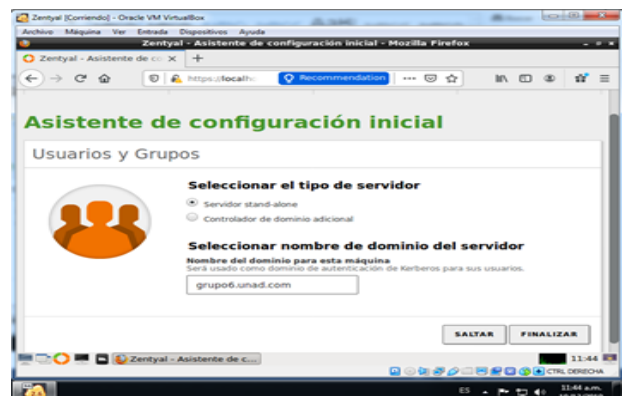 Zentyal [Corriendo] - Oracle VM VirtualBox
Archivo Máquina Ver Entrada Dispositivos Ayuda
Zentyal - Asistente de configuración inicial - Mozilla Firefox
Zentyal - Asistente de co
https://localh
Recommendation
Asistente de configuración inicial
Usuarios y Grupos
Seleccionar el tipo de servidor
Servidor stand-alone
Controlador de dominio adicional
Seleccionar nombre de dominio del servidor
Nombre del dominio para esta máquina
Será usado como dominio de autenticación de Kerberos para sus usuarios.
grupo6.unad.com
SALTAR FINALIZAR
Zentyal - Asistente de c...
11:44
CTRL DERECHA
ES
11:44 a.m.